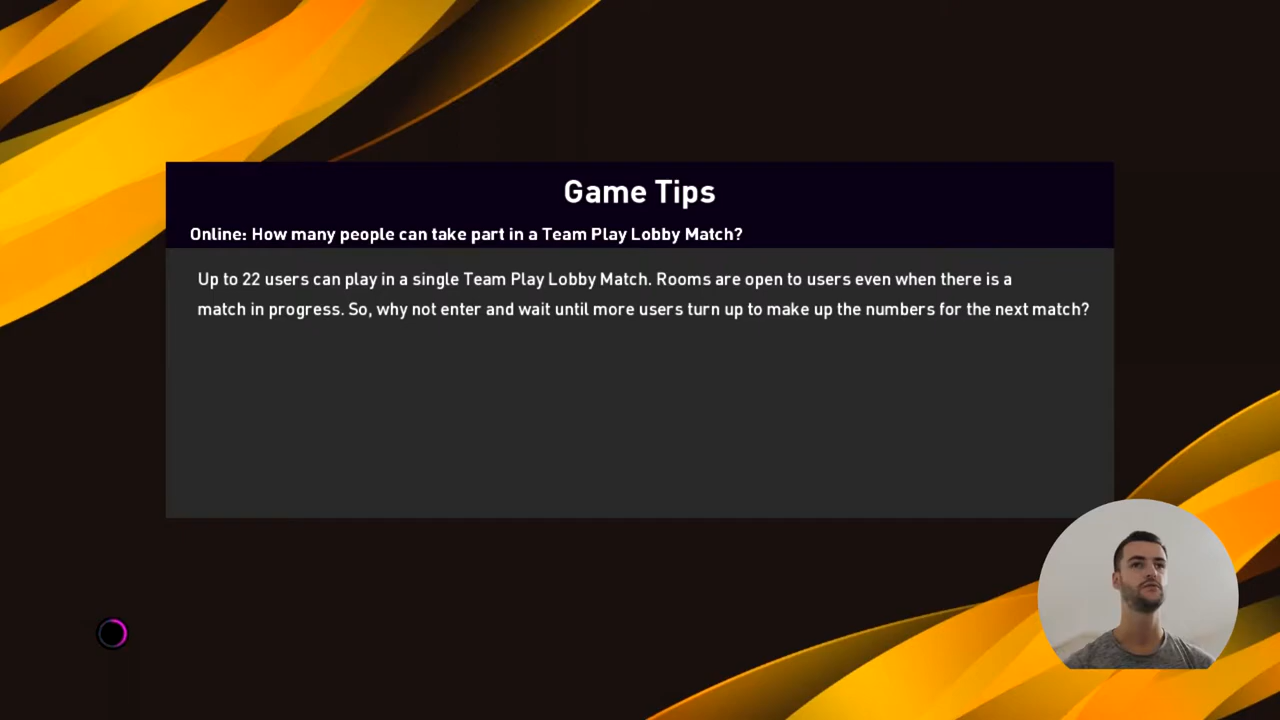 Game Tips
Online: How many people can take part in a Team Play Lobby Match?
Up to 22 users can play in a single Team Play Lobby Match. Rooms are open to users even when there is a
match in progress. So, why not enter and wait until more users turn up to make up the numbers for the next match?